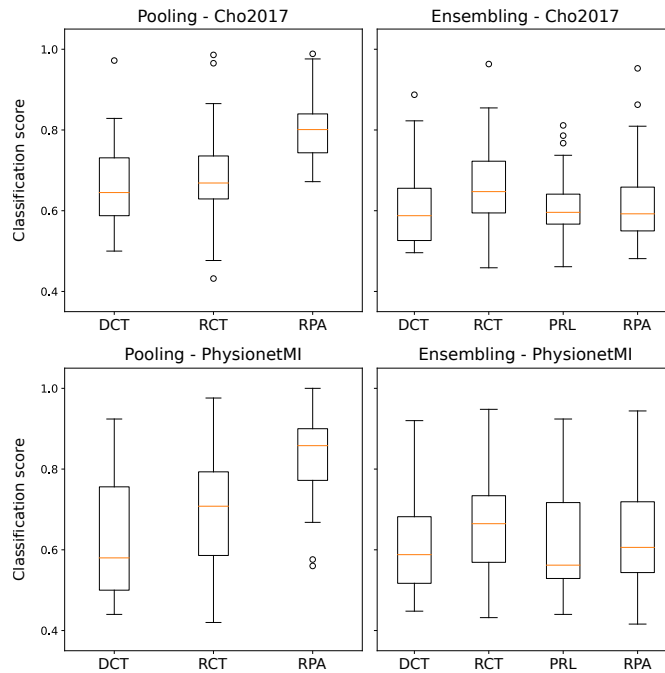 Pooling - Cho2017
Ensembling - Cho2017
Classification score
1.0
0.8
0.6
0.4
DCT RCT RPA
DCT RCT PRL RPA
Pooling - PhysionetMI
Ensembling - PhysionetMI
Classification score
1.0
0.8
0.6
0.4
DCT RCT RPA
DCT RCT PRL RPA